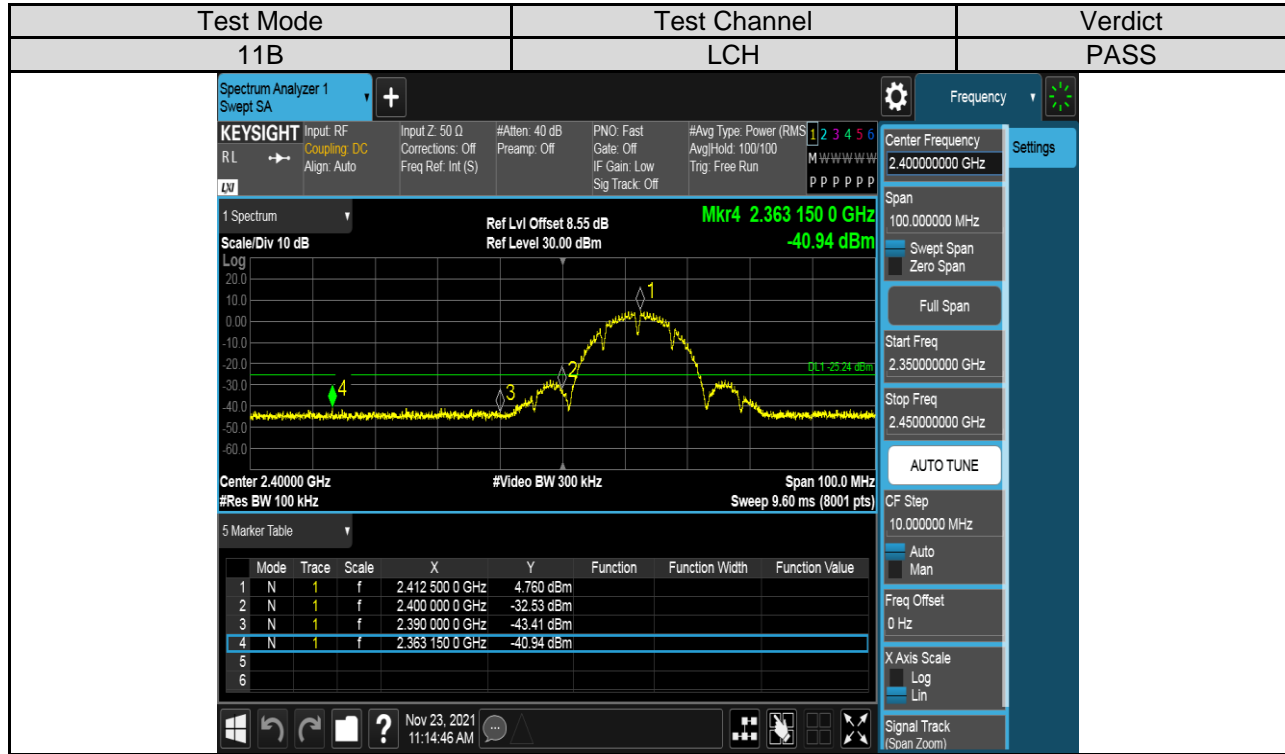 Test Mode Test Channel Verdict
11B LCH PASS
Spectrum Analyzer 1
Swept SA
+
Frequency
KEYSIGHT Input: RF Input Z: 50 Ω #Atten: 40 dB PNO: Fast #Avg Type: Power (RMS 1 2 3 4 5 6
RL Coupling: DC Corrections: Off Preamp: Off Gate: Off Avg|Hold: 100/100 M W W W W W
Align: Auto Freq Ref: Int (S) IF Gain: Low Trig: Free Run
LXI Sig Track: Off P P P P P P
1 Spectrum
Ref Lvl Offset 8.55 dB Mkr4 2.363 150 0 GHz
Scale/Div 10 dB Ref Level 30.00 dBm -40.94 dBm
Log
20.0
10.0
0.00
-10.0
-20.0
-30.0
-40.0
-50.0
-60.0
1
2
3
4
DL1 -25.24 dBm
Center 2.40000 GHz #Video BW 300 kHz Span 100.0 MHz
#Res BW 100 kHz Sweep 9.60 ms (8001 pts)
5 Marker Table
Mode Trace Scale X Y Function Function Width Function Value
1 N 1 f 2.412 500 0 GHz 4.760 dBm
2 N 1 f 2.400 000 0 GHz -32.53 dBm
3 N 1 f 2.390 000 0 GHz -43.41 dBm
4 N 1 f 2.363 150 0 GHz -40.94 dBm
5
6
?
Nov 23, 2021
11:14:46 AM
Center Frequency
2.400000000 GHz
Settings
Span
100.000000 MHz
Swept Span
Zero Span
Full Span
Start Freq
2.350000000 GHz
Stop Freq
2.450000000 GHz
AUTO TUNE
CF Step
10.000000 MHz
Auto
Man
Freq Offset
0 Hz
X Axis Scale
Log
Lin
Signal Track
(Span Zoom)